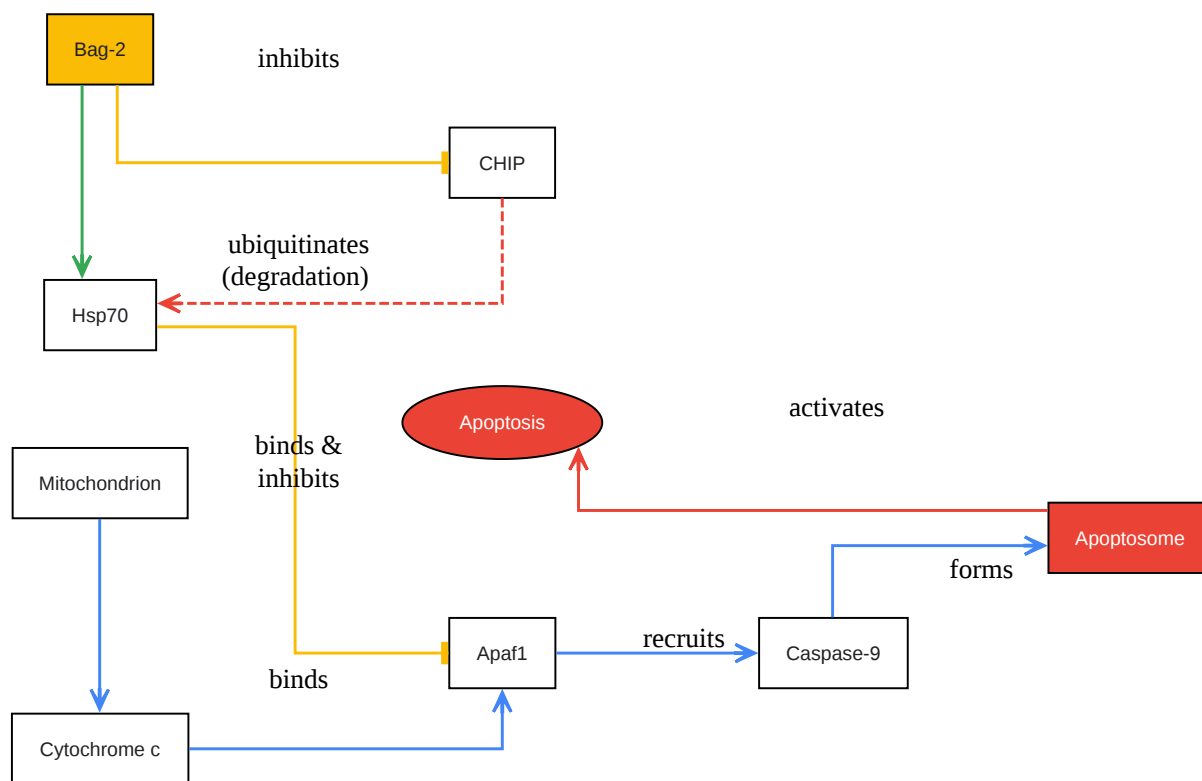 Bag-2
inhibits
CHIP
ubiquitinates
(degradation)
Hsp70
activates
Apoptosis
binds &
inhibits
Mitochondrion
Apoptosome
forms
recruits
Apaf1
Caspase-9
binds
Cytochrome c